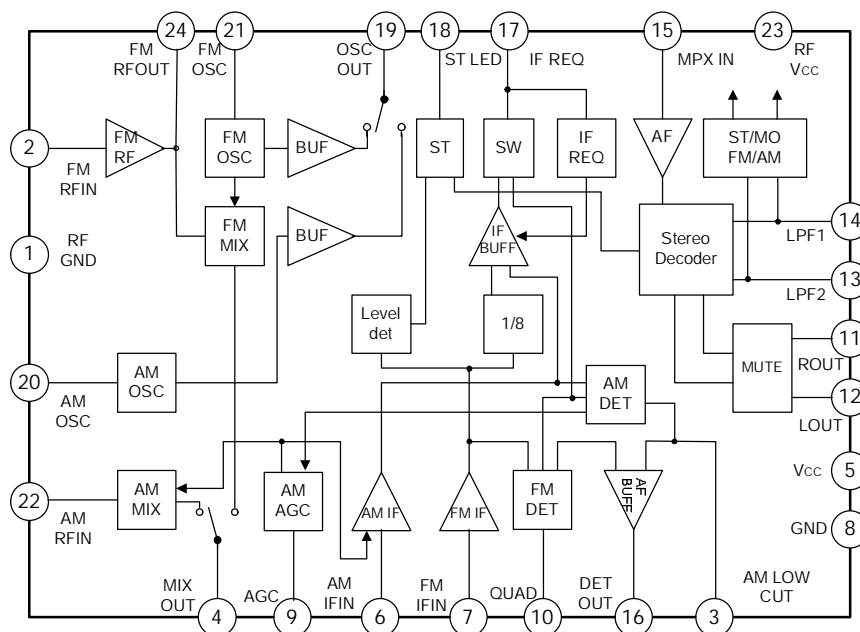 24
21
19
18
17
15
23
FM
RFOUT
FM
OSC
OSC
OUT
ST LED
IF REQ
MPX IN
RF
VCC
2
FM
RFIN
FM
RF
FM
OSC
BUF
ST
SW
IF
REQ
AF
ST/MO
FM/AM
1
RF
GND
FM
MIX
BUF
IF
BUFF
Stereo
Decoder
14
LPF1
13
LPF2
Level
det
1/8
11
ROUT
MUTE
12
LOUT
20
AM
OSC
AM
OSC
AM
DET
22
AM
RFIN
AM
MIX
AM
AGC
AM IF
FM IF
FM
DET
AF
BUFF
5
VCC
8
GND
MIX
OUT
AGC
AM
IFIN
FM
IFIN
QUAD
DET
OUT
AM LOW
CUT
4
9
6
7
10
16
3